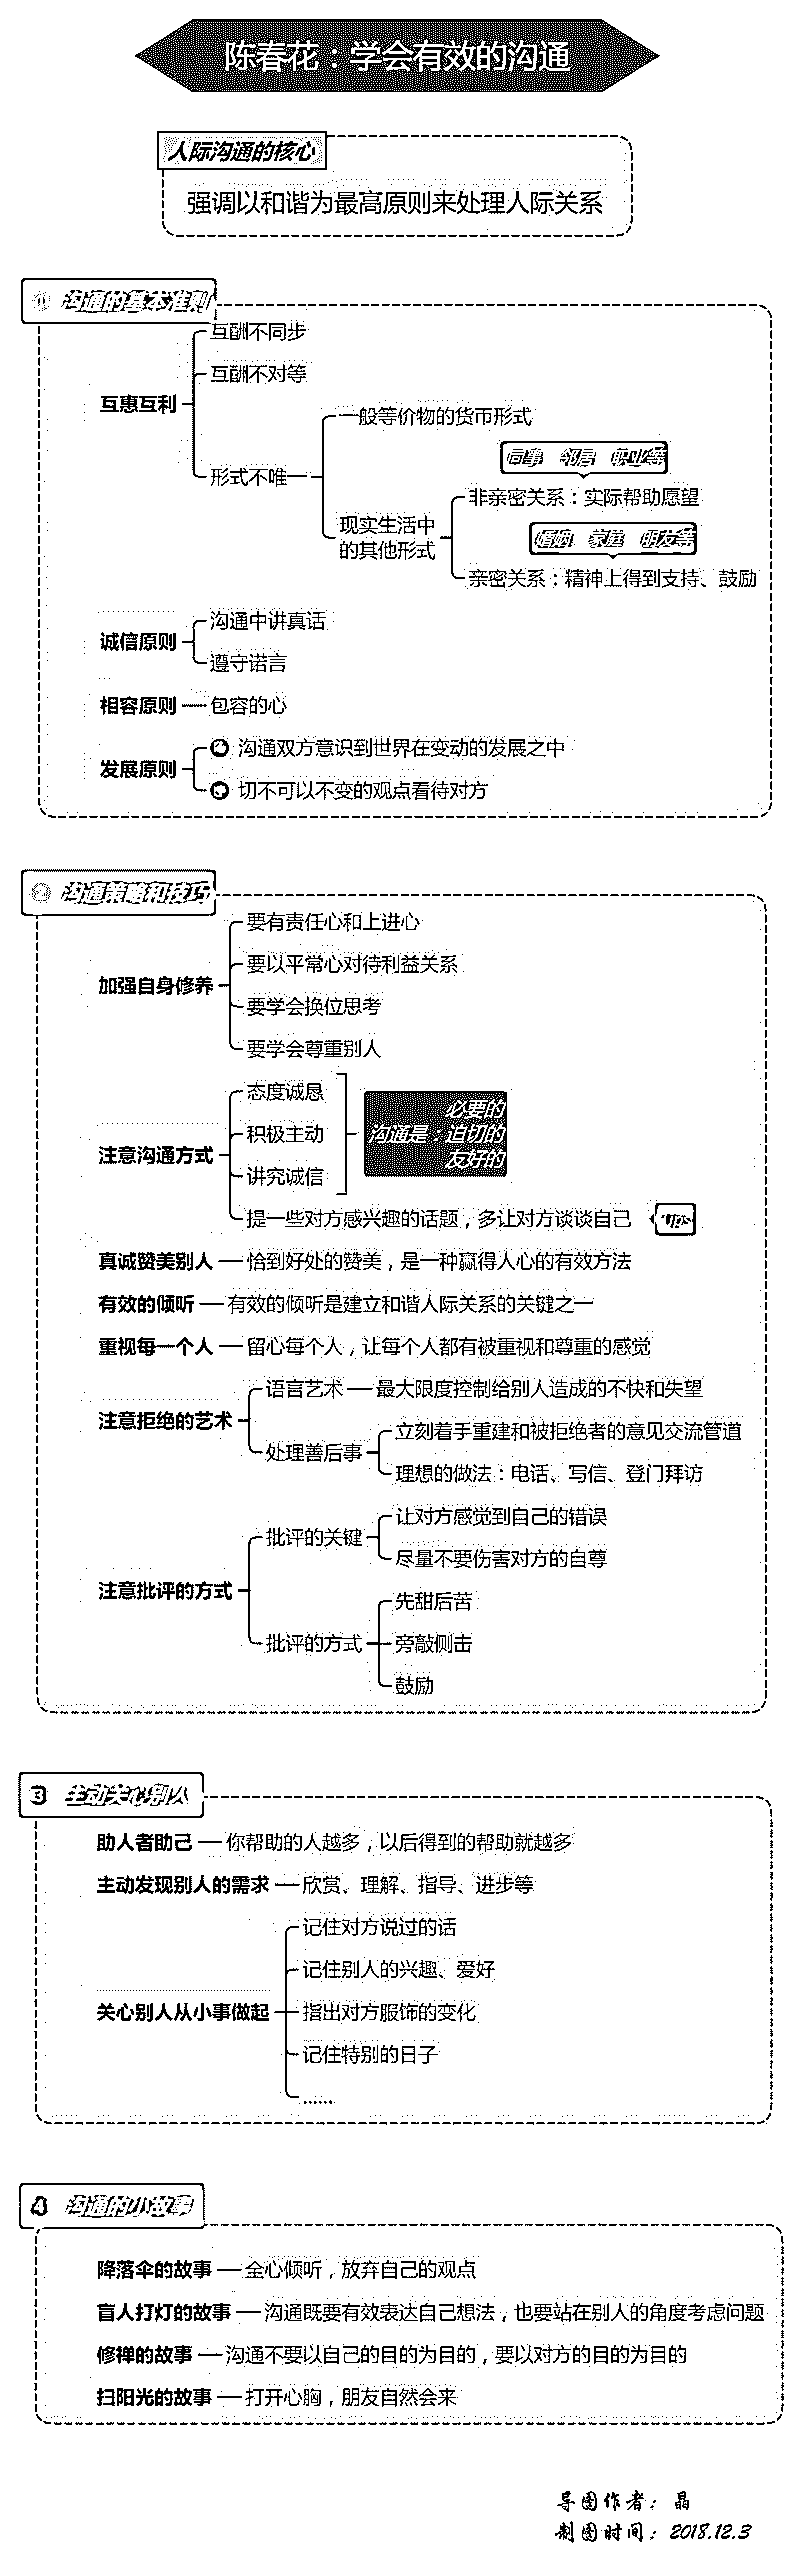 陈春花：学会有效的沟通
人际沟通的核心
强调以和谐为最高原则来处理人际关系
沟通的基本准则
互惠互利
互酬不同步
互酬不对等
形式不唯一
一般等价物的货币形式
现实生活中
的其他形式
同事 邻居 职业等
非亲密关系：实际帮助愿望
婚姻 家庭 朋友等
亲密关系：精神上得到支持、鼓励
诚信原则
沟通中讲真话
遵守诺言
相容原则
包容的心
发展原则
沟通双方意识到世界在变动的发展之中
切不可以不变的观点看待对方
沟通策略和技巧
加强自身修养
要有责任心和上进心
要以平常心对待利益关系
要学会换位思考
要学会尊重别人
注意沟通方式
态度诚恳
积极主动
讲究诚信
必要的
沟通是：迫切的
友好的
提一些对方感兴趣的话题，多让对方谈谈自己
真诚赞美别人
恰到好处的赞美，是一种赢得人心的有效方法
有效的倾听
有效的倾听是建立和谐人际关系的关键之一
重视每一个人
留心每个人，让每个人都有被重视和尊重的感觉
注意拒绝的艺术
语言艺术
最大限度控制给别人造成的不快和失望
处理善后事
立刻着手重建和被拒绝者的意见交流管道
理想的做法：电话、写信、登门拜访
注意批评的方式
批评的关键
让对方感觉到自己的错误
尽量不要伤害对方的自尊
批评的方式
先甜后苦
旁敲侧击
鼓励
3 主动关心别人
助人者助己
你帮助的人越多，以后得到的帮助就越多
主动发现别人的需求
欣赏、理解、指导、进步等
关心别人从小事做起
记住对方说过的话
记住别人的兴趣、爱好
指出对方服饰的变化
记住特别的日子
……
4 沟通的小故事
降落伞的故事
全心倾听，放弃自己的观点
盲人打灯的故事
沟通既要有效表达自己想法，也要站在别人的角度考虑问题
修禅的故事
沟通不要以自己的目的为目的，要以对方的目的为目的
扫阳光的故事
打开心胸，朋友自然会来
导图作者：晶
制图时间：2018.12.3